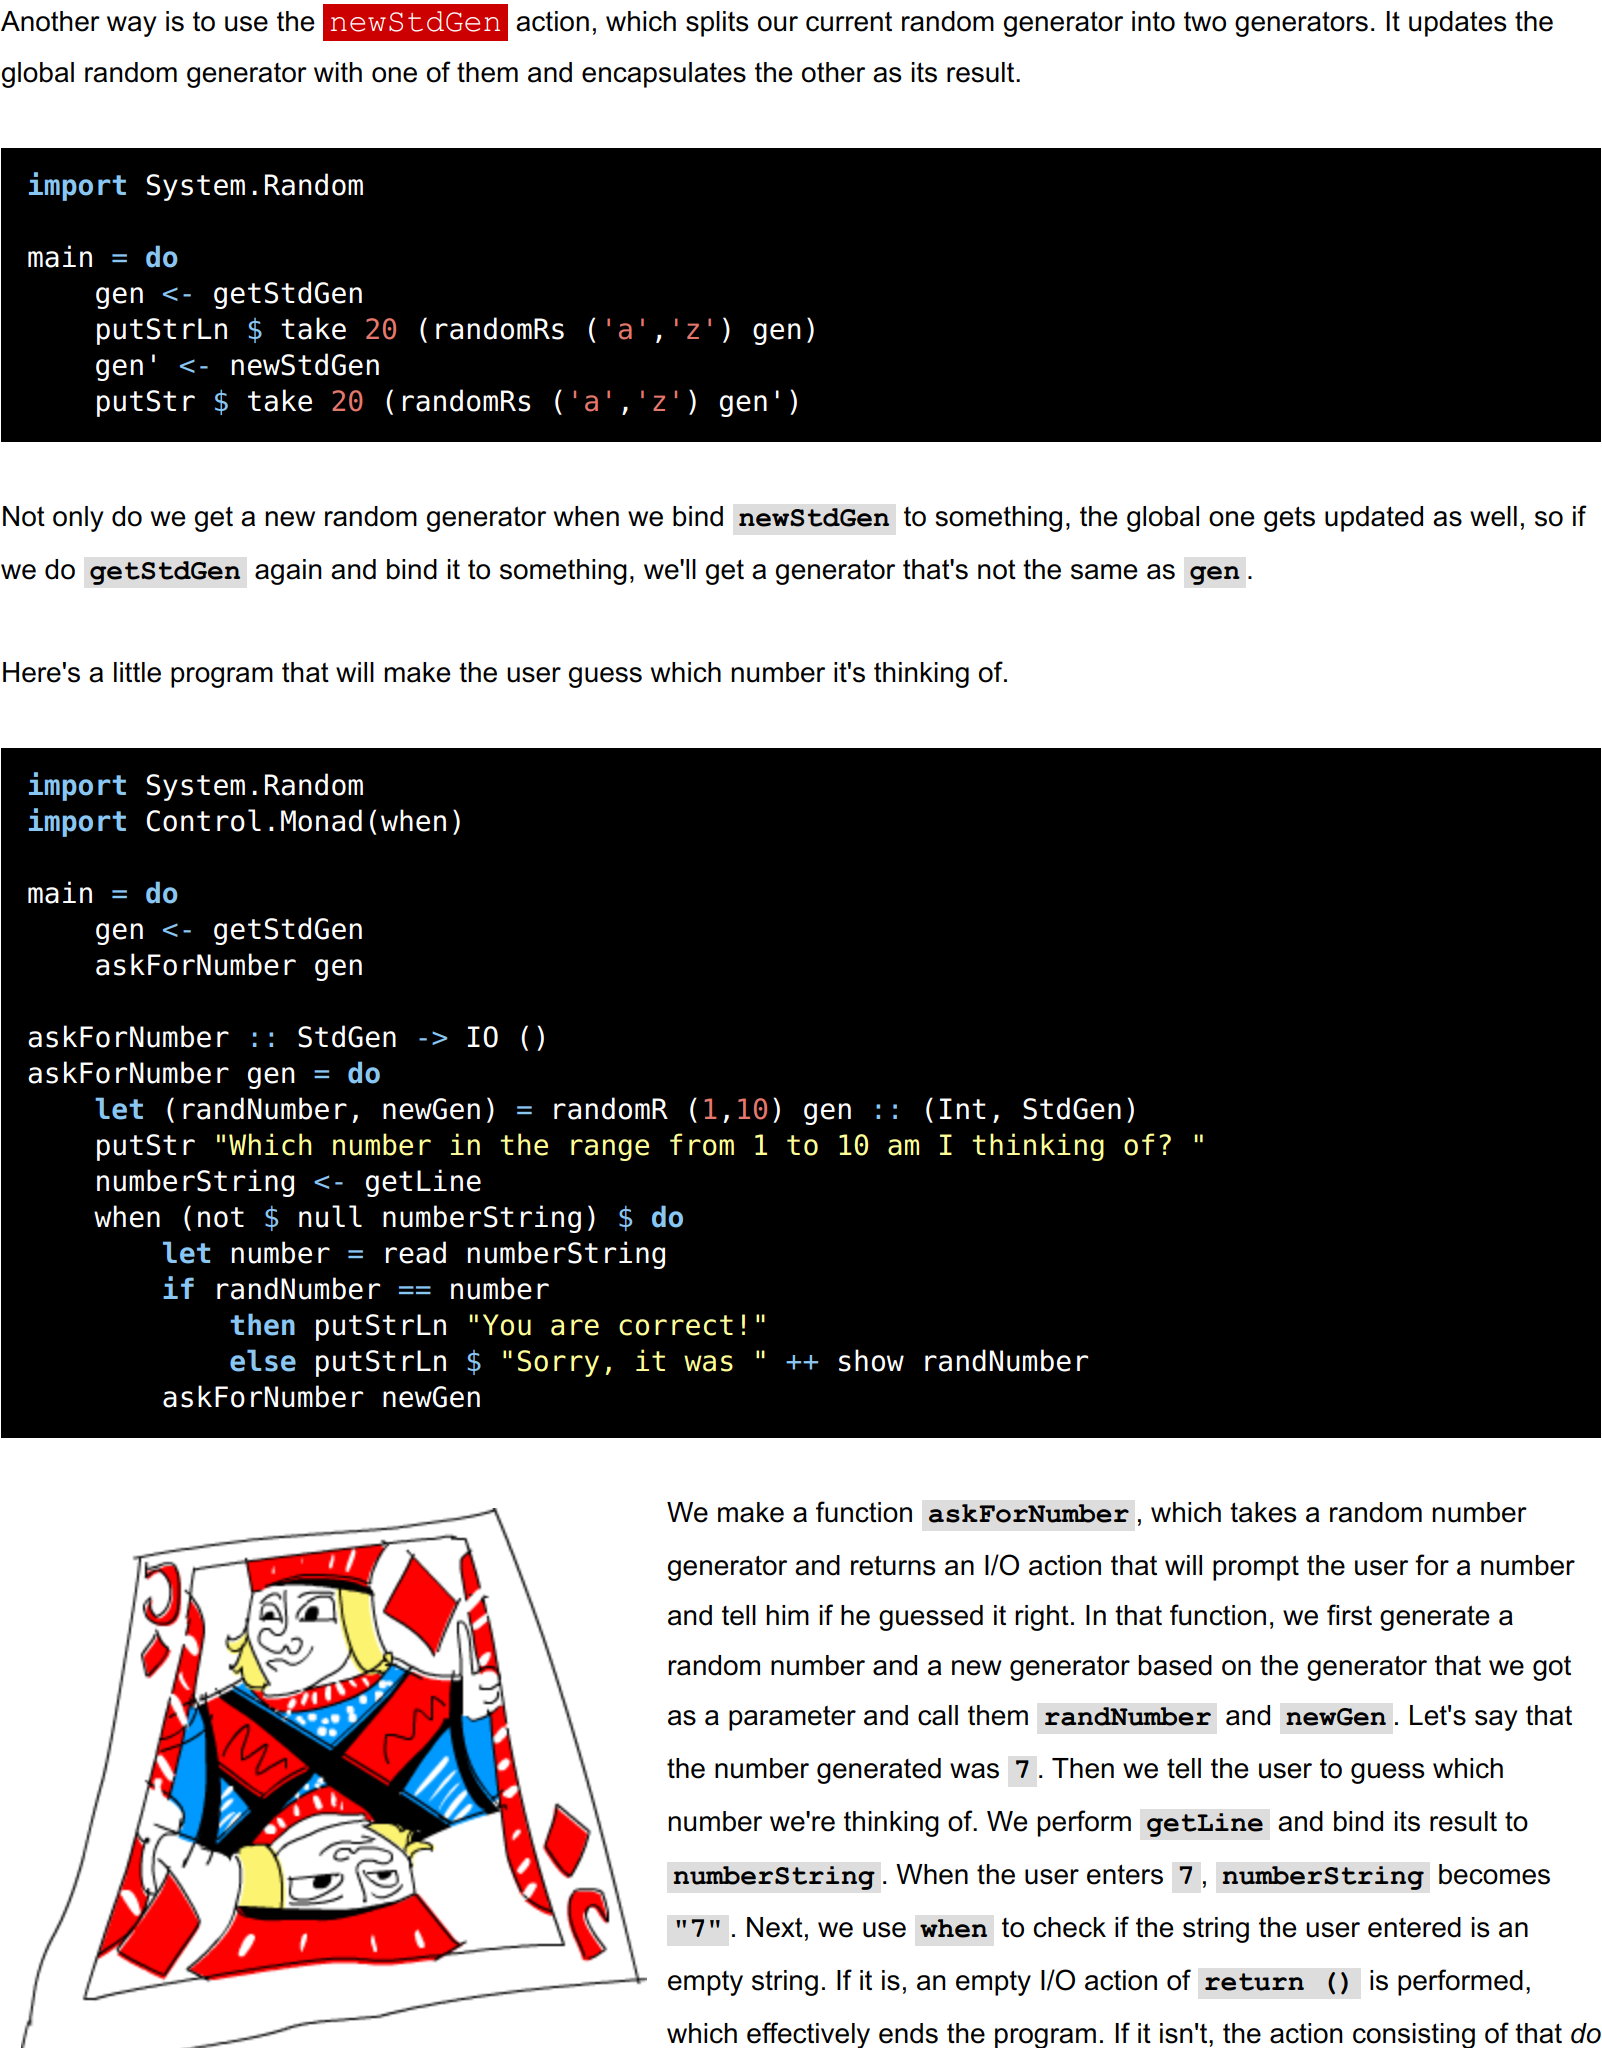 Another way is to use the newStdGen action, which splits our current random generator into two generators. It updates the
global random generator with one of them and encapsulates the other as its result.
import System.Random
main = do
    gen <- getStdGen
    putStrLn $ take 20 (randomRs ('a','z') gen)
    gen' <- newStdGen
    putStr $ take 20 (randomRs ('a','z') gen')
Not only do we get a new random generator when we bind newStdGen to something, the global one gets updated as well, so if
we do getStdGen again and bind it to something, we'll get a generator that's not the same as gen.
Here's a little program that will make the user guess which number it's thinking of.
import System.Random
import Control.Monad(when)
main = do
    gen <- getStdGen
    askForNumber gen
askForNumber :: StdGen -> IO ()
askForNumber gen = do
    let (randNumber, newGen) = randomR (1,10) gen :: (Int, StdGen)
    putStr "Which number in the range from 1 to 10 am I thinking of? "
    numberString <- getLine
    when (not $ null numberString) $ do
        let number = read numberString
        if randNumber == number
            then putStrLn "You are correct!"
            else putStrLn $ "Sorry, it was " ++ show randNumber
        askForNumber newGen
J
J
We make a function askForNumber, which takes a random number
generator and returns an I/O action that will prompt the user for a number
and tell him if he guessed it right. In that function, we first generate a
random number and a new generator based on the generator that we got
as a parameter and call them randNumber and newGen. Let's say that
the number generated was 7. Then we tell the user to guess which
number we're thinking of. We perform getLine and bind its result to
numberString. When the user enters 7, numberString becomes
"7". Next, we use when to check if the string the user entered is an
empty string. If it is, an empty I/O action of return () is performed,
which effectively ends the program. If it isn't, the action consisting of that do